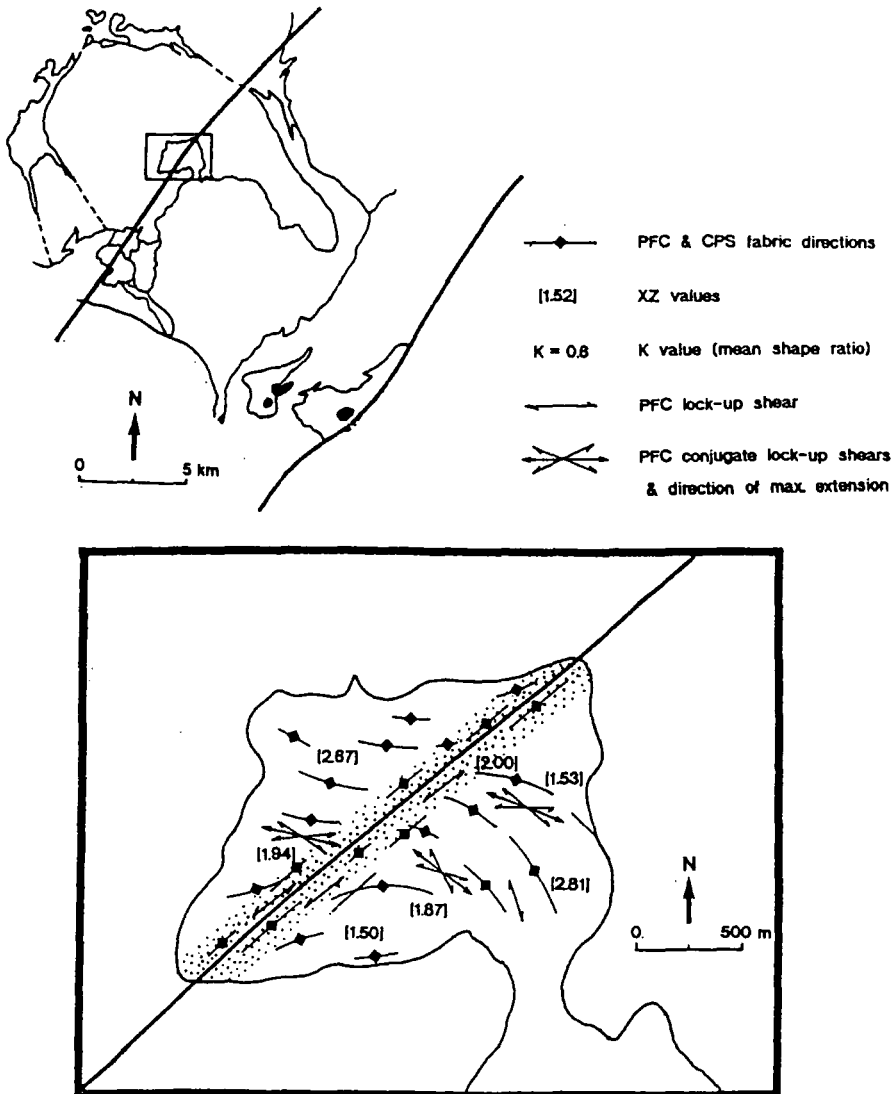 N
0 5 km
PFC & CPS fabric directions
[1.52] XZ values
K = 0.8 K value (mean shape ratio)
PFC lock-up shear
PFC conjugate lock-up shears
& direction of max. extension
[2.67]
[2.00]
[1.53]
[1.94]
[1.87]
[2.81]
[1.50]
N
0. 500 m